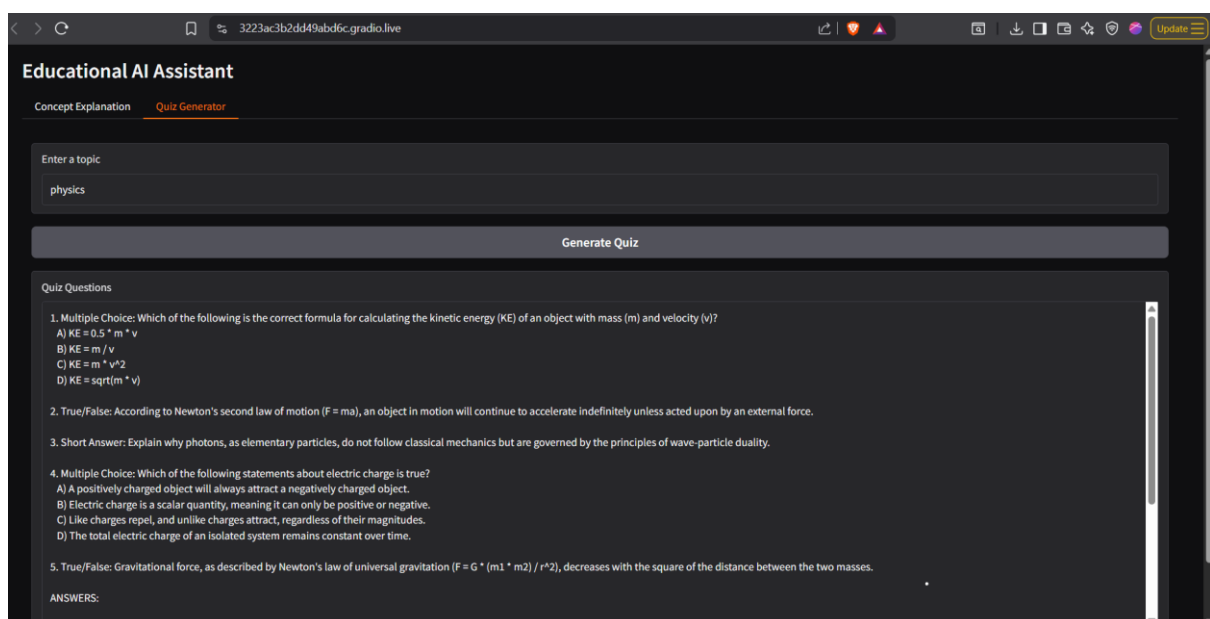 3223ac3b2dd49abd6c.gradio.live
Update
Educational AI Assistant
Concept Explanation
Quiz Generator
Enter a topic
physics
Generate Quiz
Quiz Questions
1. Multiple Choice: Which of the following is the correct formula for calculating the kinetic energy (KE) of an object with mass (m) and velocity (v)?
A) KE = 0.5 * m * v
B) KE = m / v
C) KE = m * v^2
D) KE = sqrt(m * v)
2. True/False: According to Newton's second law of motion (F = ma), an object in motion will continue to accelerate indefinitely unless acted upon by an external force.
3. Short Answer: Explain why photons, as elementary particles, do not follow classical mechanics but are governed by the principles of wave-particle duality.
4. Multiple Choice: Which of the following statements about electric charge is true?
A) A positively charged object will always attract a negatively charged object.
B) Electric charge is a scalar quantity, meaning it can only be positive or negative.
C) Like charges repel, and unlike charges attract, regardless of their magnitudes.
D) The total electric charge of an isolated system remains constant over time.
5. True/False: Gravitational force, as described by Newton's law of universal gravitation (F = G * (m1 * m2) / r^2), decreases with the square of the distance between the two masses.
ANSWERS: